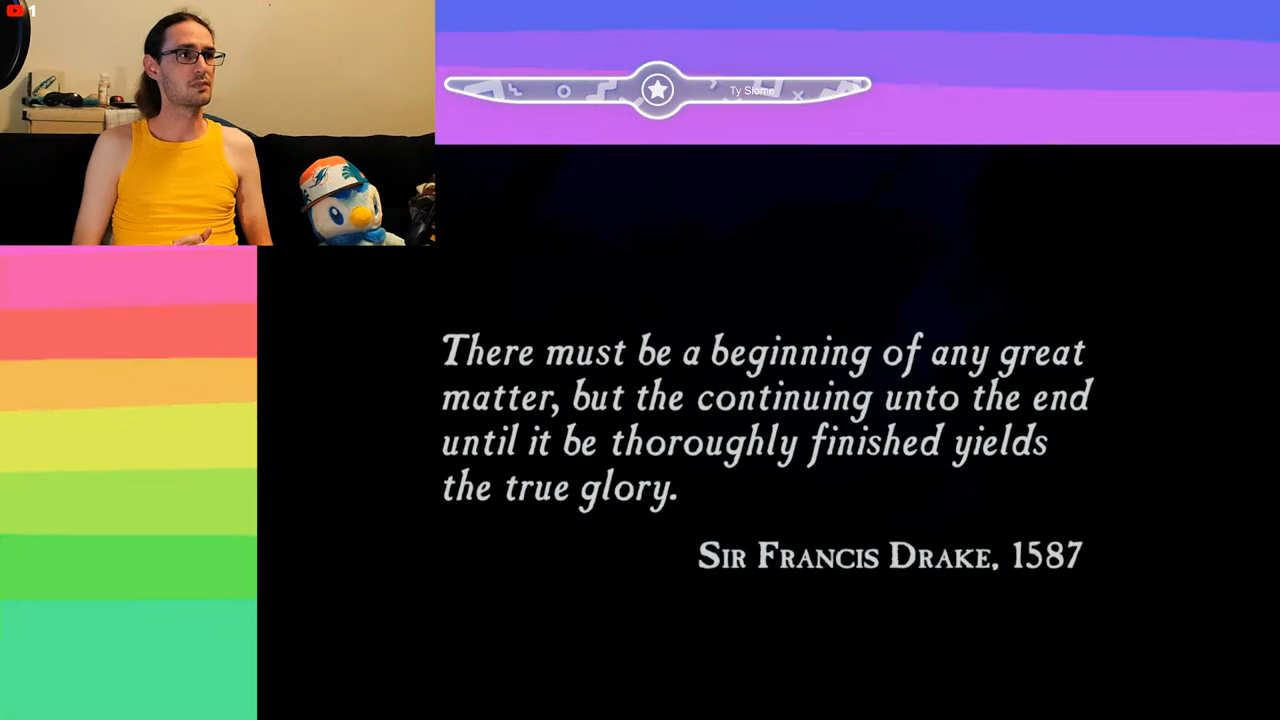 1
Ty Slome
There must be a beginning of any great
matter, but the continuing unto the end
until it be thoroughly finished yields
the true glory.
Sir Francis Drake, 1587